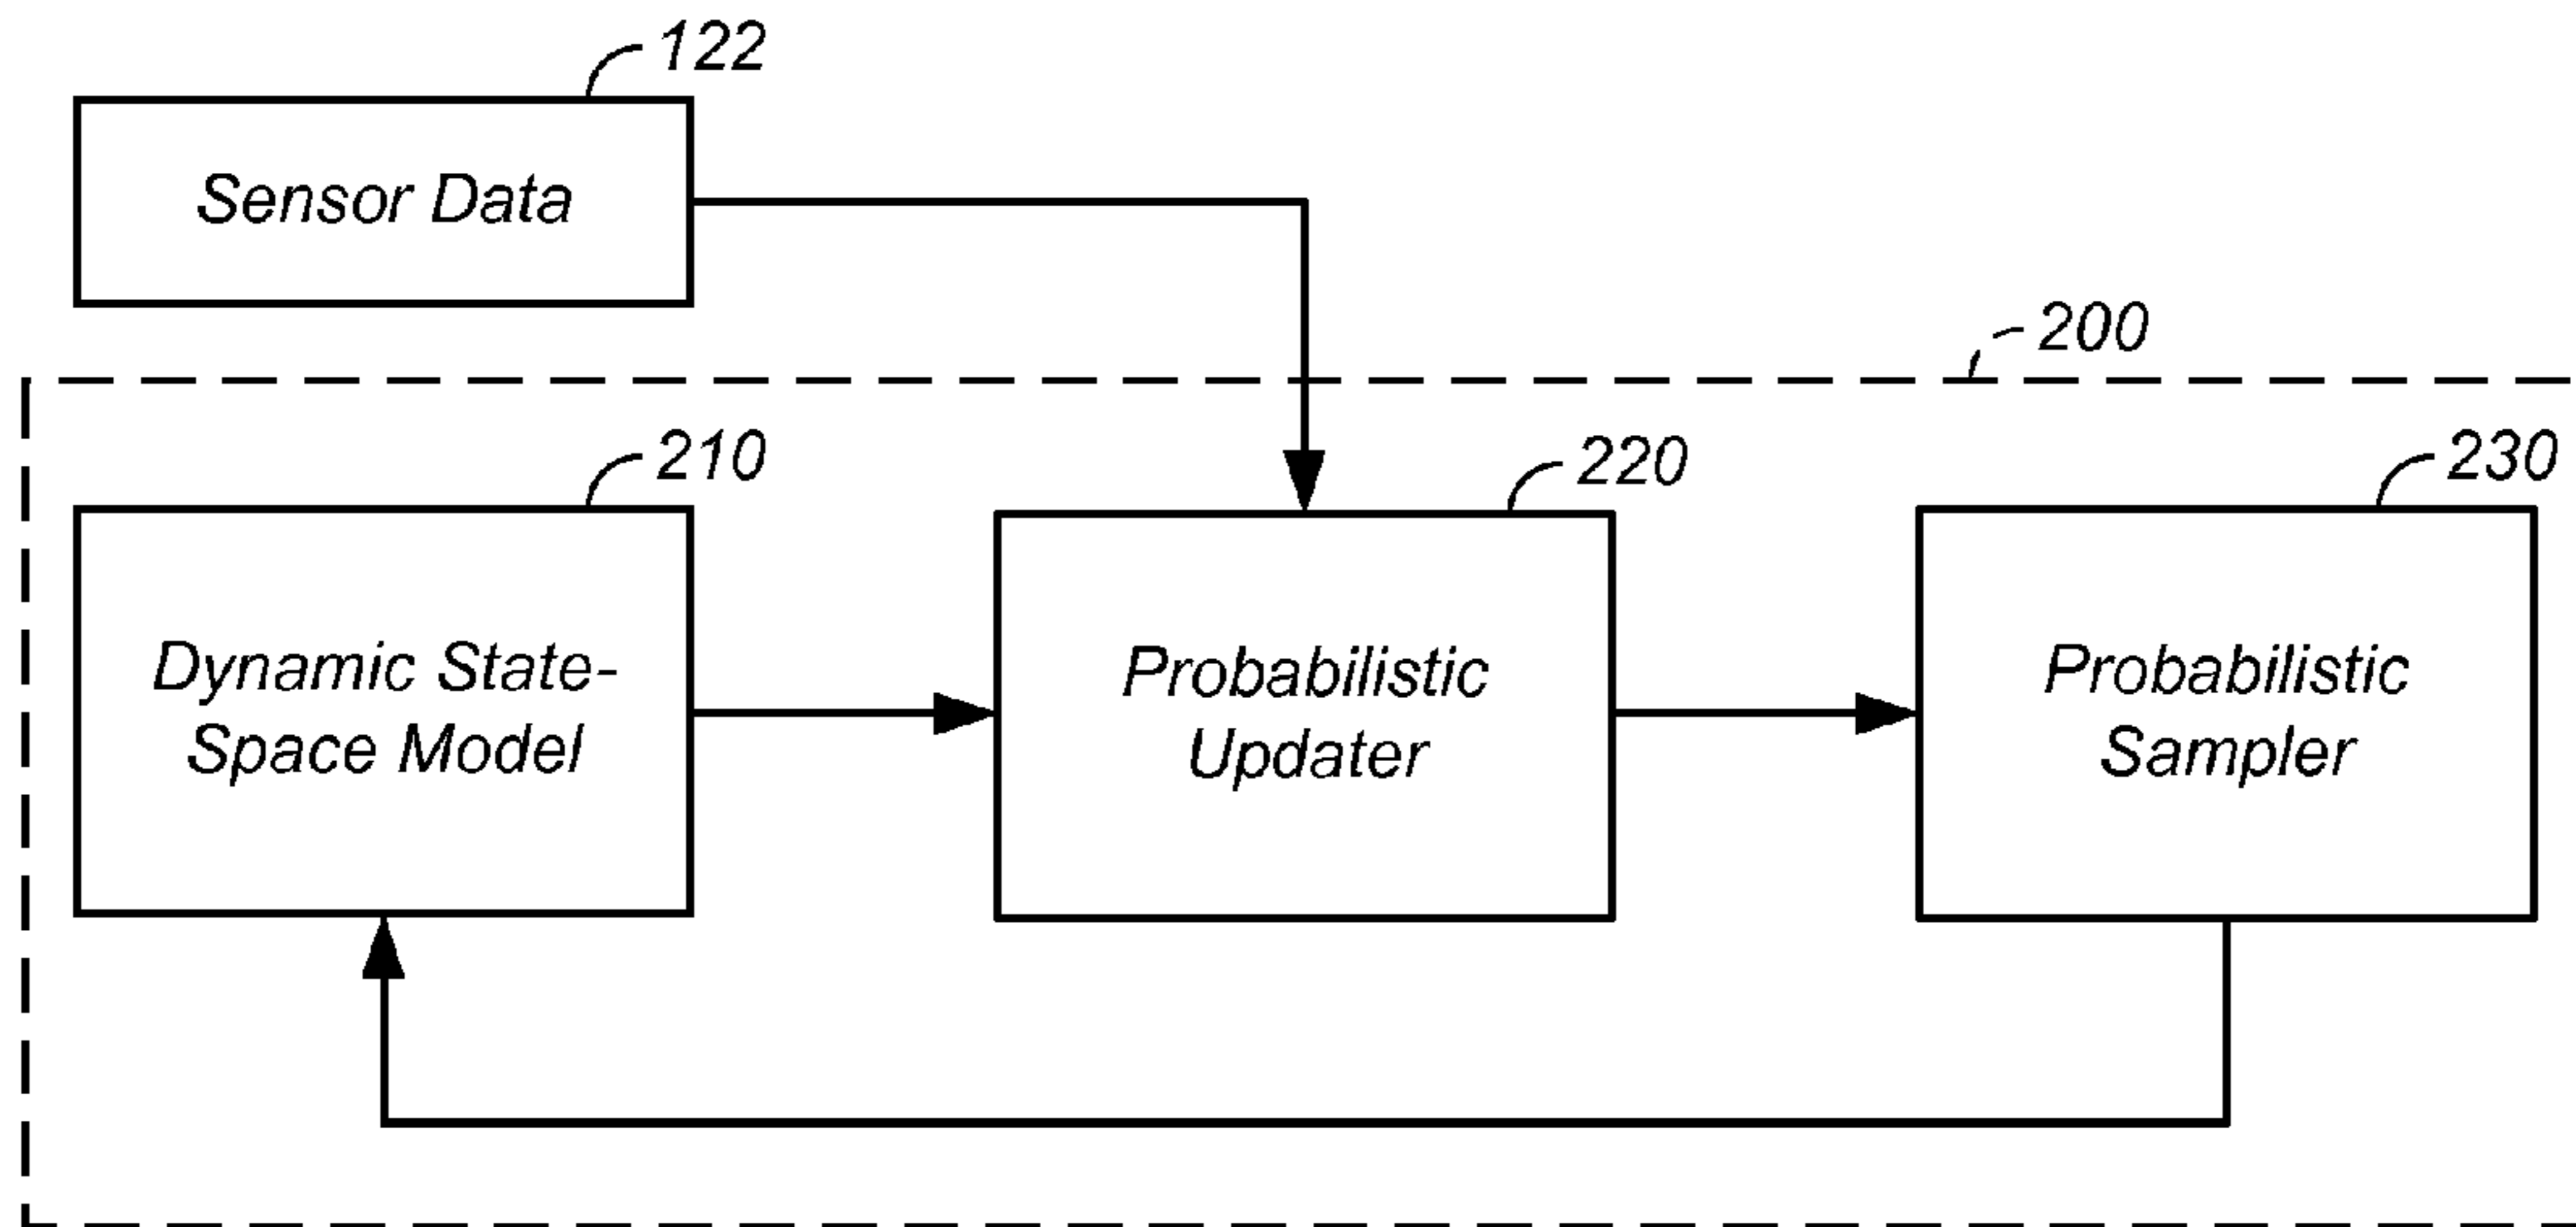 122
Sensor Data
200
210
220
230
Dynamic State-
Space Model
Probabilistic
Updater
Probabilistic
Sampler